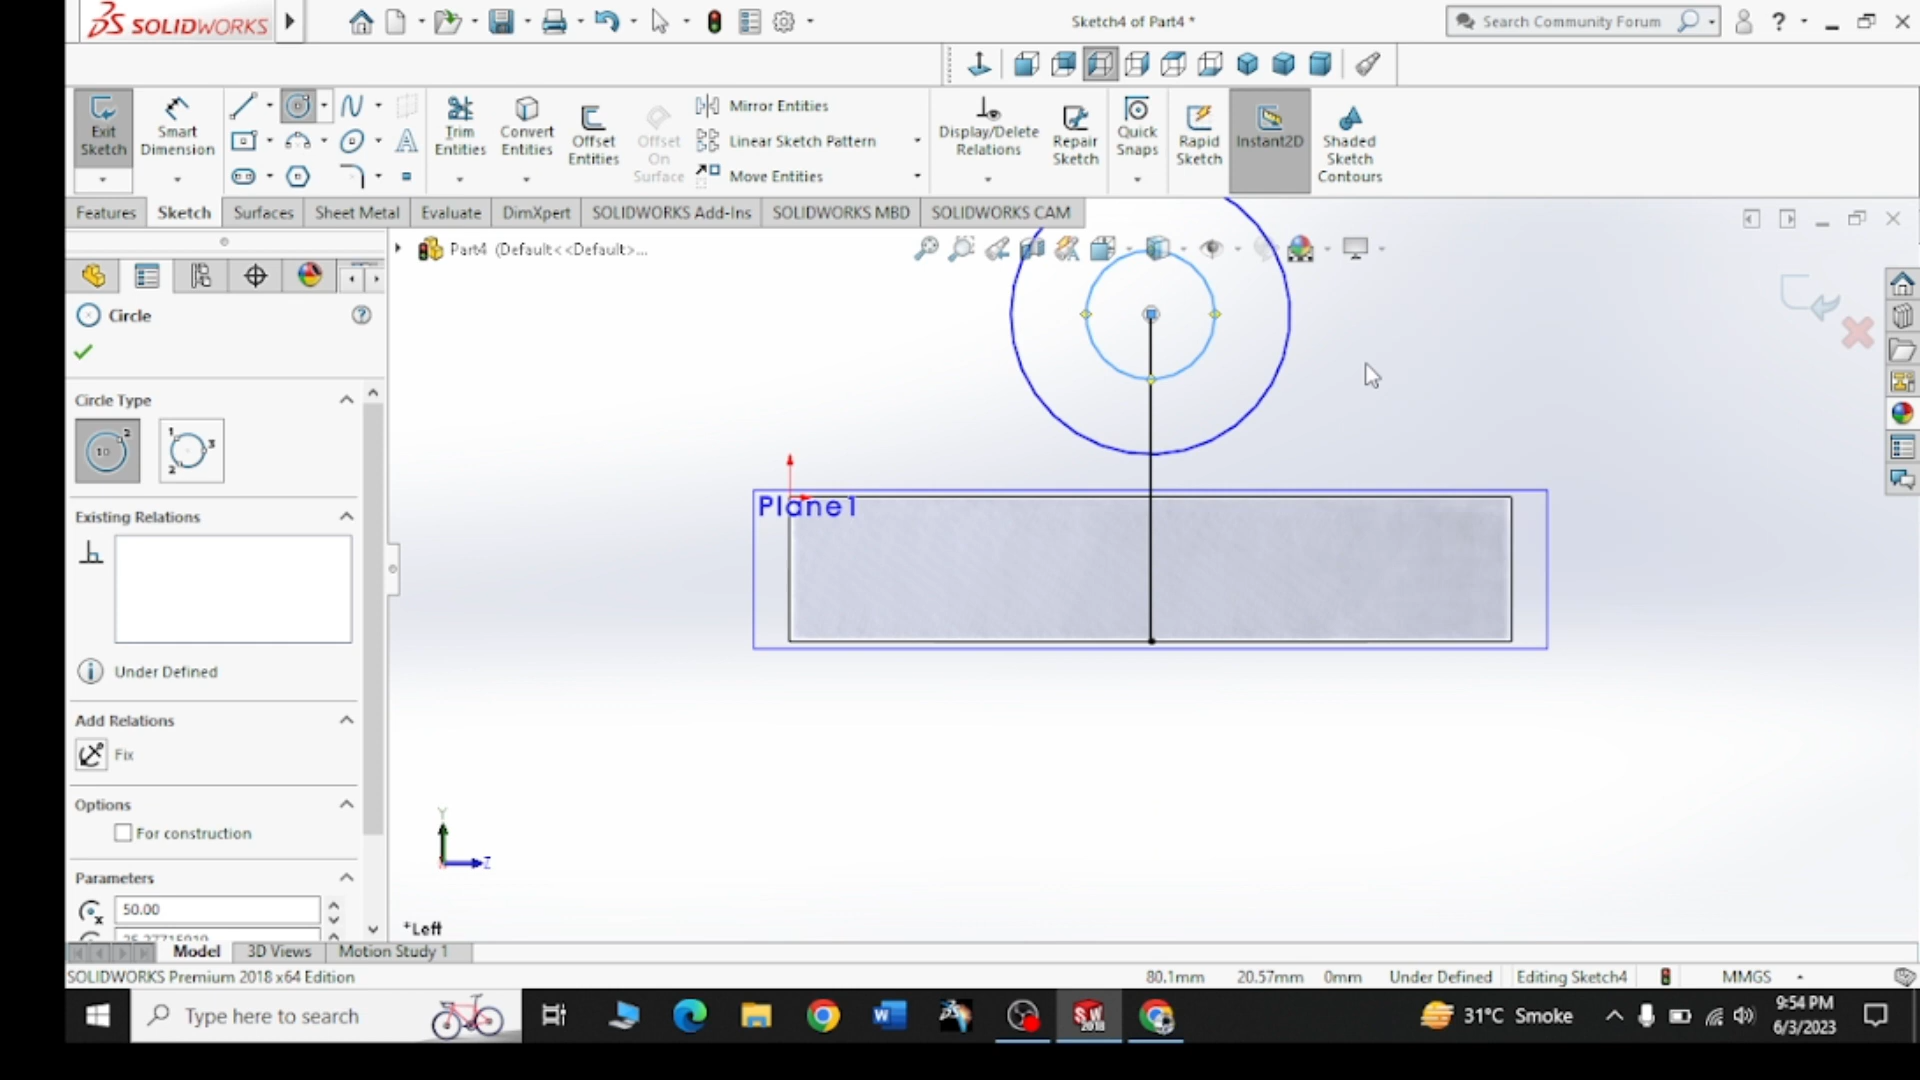 SOLIDWORKS
Sketch4 of Part4 *
Search Community Forum
?
Exit Sketch
Smart Dimension
Trim Entities
Convert Entities
Offset Entities
Offset On Surface
Mirror Entities
Linear Sketch Pattern
Move Entities
Display/Delete Relations
Repair Sketch
Quick Snaps
Rapid Sketch
Instant2D
Shaded Sketch Contours
Features
Sketch
Surfaces
Sheet Metal
Evaluate
DimXpert
SOLIDWORKS Add-Ins
SOLIDWORKS MBD
SOLIDWORKS CAM
Part4 (Default<<Default>...
Circle
?
Circle Type
Existing Relations
Under Defined
Add Relations
Fix
Options
For construction
Parameters
50.00
Plane1
Y
Z
*Left
Model
3D Views
Motion Study 1
SOLIDWORKS Premium 2018 x64 Edition
80.1mm 20.57mm 0mm Under Defined Editing Sketch4 MMGS
Type here to search
31°C Smoke
9:54 PM
6/3/2023